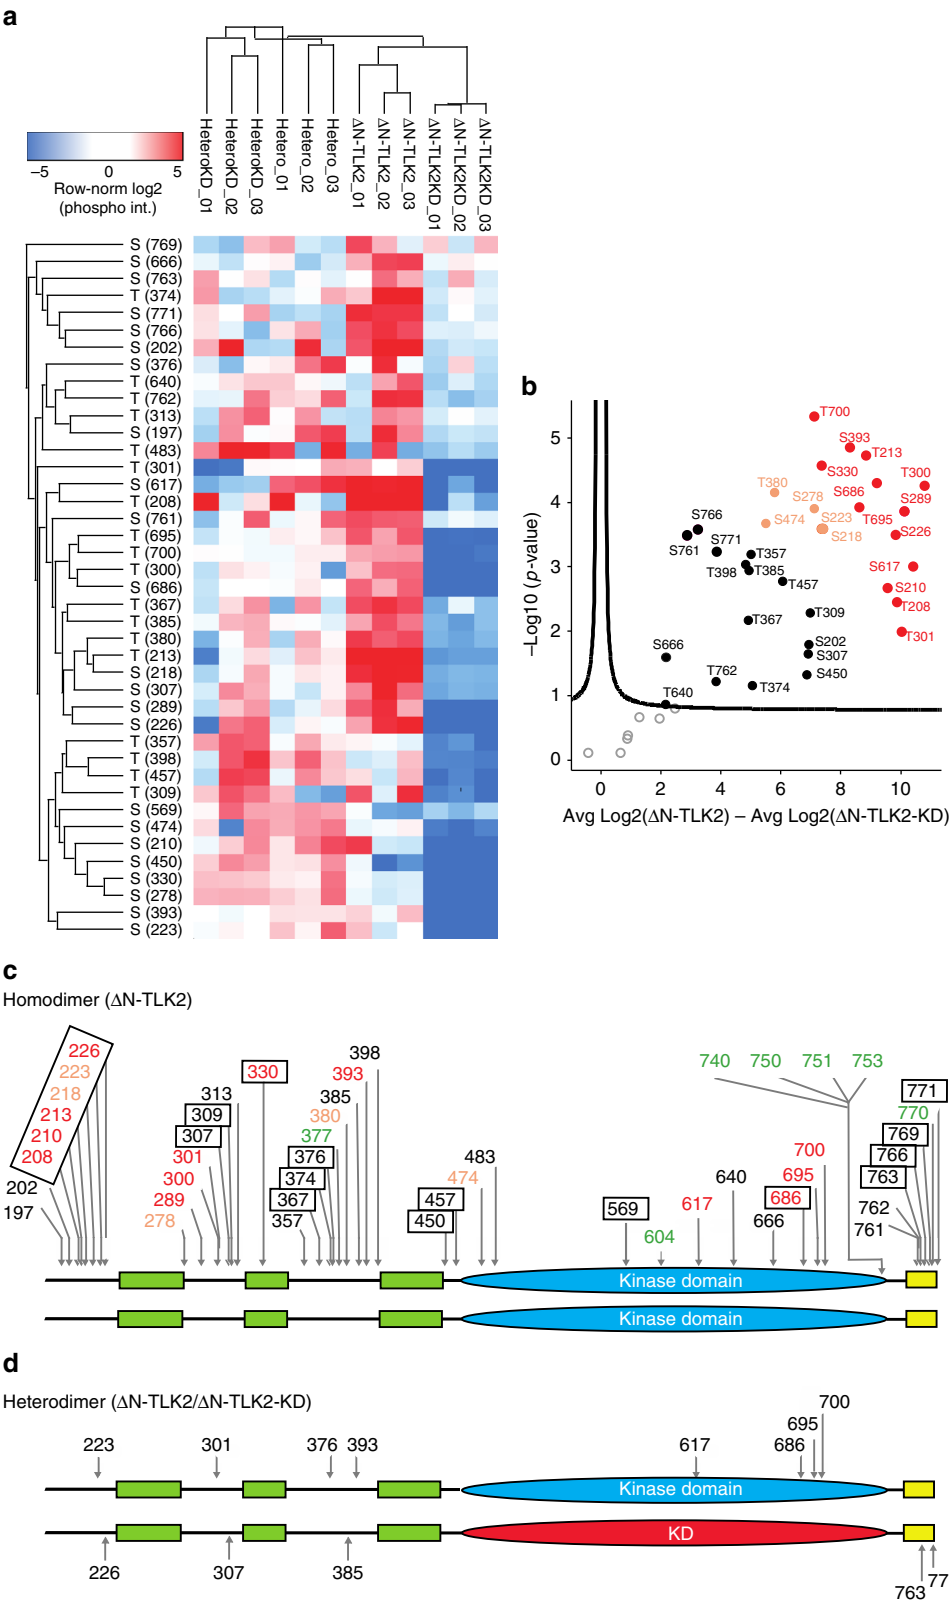 a
HeteroKD_01
HeteroKD_02
HeteroKD_03
Hetero_01
Hetero_02
Hetero_03
ΔN-TLK2_01
ΔN-TLK2_02
ΔN-TLK2_03
ΔN-TLK2KD_01
ΔN-TLK2KD_02
ΔN-TLK2KD_03
−5 0 5
Row-norm log2
(phospho int.)
S (769)
S (666)
S (763)
T (374)
S (771)
S (766)
S (202)
S (376)
T (640)
T (762)
T (313)
S (197)
T (483)
T (301)
S (617)
T (208)
S (761)
T (695)
T (700)
T (300)
S (686)
T (367)
T (385)
T (380)
T (213)
S (218)
S (307)
S (289)
S (226)
T (357)
T (398)
T (457)
T (309)
S (569)
S (474)
S (210)
S (450)
S (330)
S (278)
S (393)
S (223)
b
−Log10 (p-value)
5
4
3
2
1
0
T700
S393
T213
S330
T300
T380
S686
S289
S278
S474
S223
T695
S218
S226
S766
S761
S771
T357
T398
T385
T457
S617
S210
T208
T367
T309
T301
S202
S307
S666
S450
T762
T374
T640
0 2 4 6 8 10
Avg Log2(ΔN-TLK2) − Avg Log2(ΔN-TLK2-KD)
c
Homodimer (ΔN-TLK2)
226
223
218
213
210
208
202
197
313
309
307
301
300
289
278
330
398
393
385
380
377
376
374
367
357
483
474
457
450
569
604
617
640
666
686
695
700
740 750 751 753
771
770
769
766
763
762
761
Kinase domain
Kinase domain
d
Heterodimer (ΔN-TLK2/ΔN-TLK2-KD)
700
695
223 301 376 393 617 686
Kinase domain
KD
226 307 385 763 77